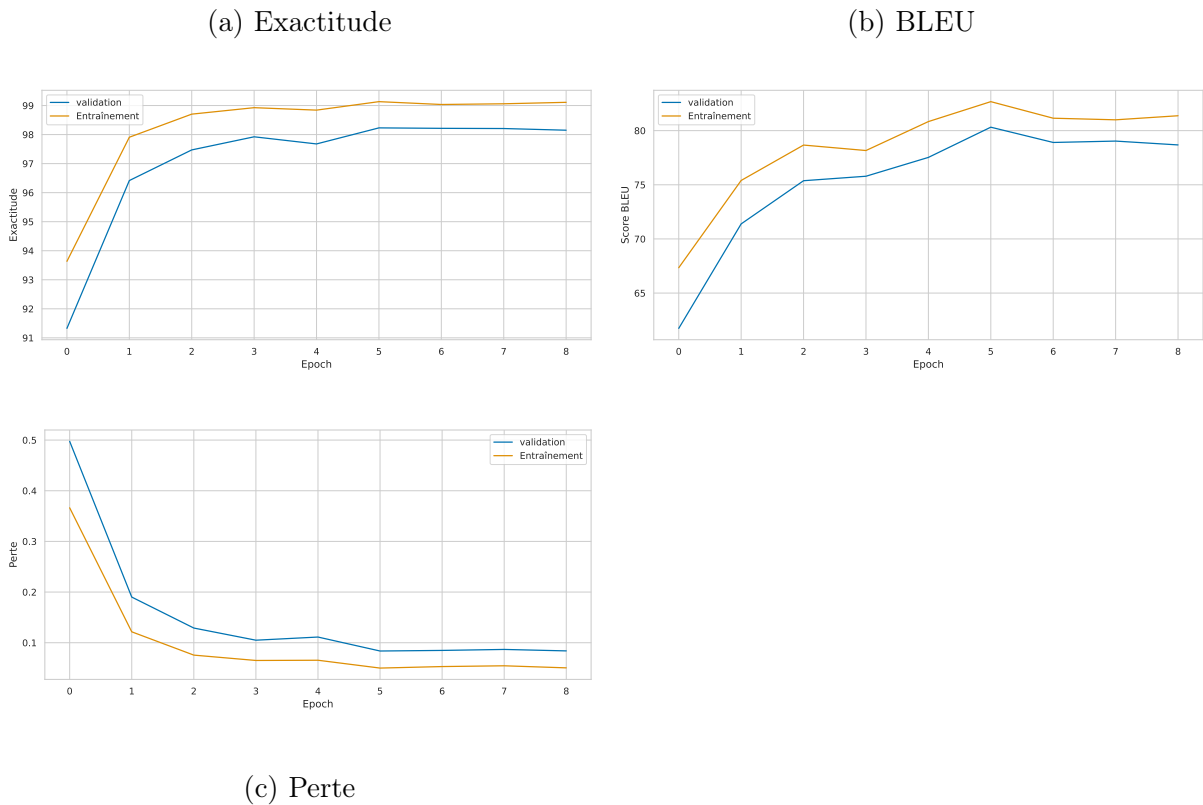 (a) Exactitude
(b) BLEU
validation
Entraînement
99
98
97
96
95
94
93
92
91
Exactitude
0 1 2 3 4 5 6 7 8
Epoch
validation
Entraînement
80
75
70
65
Score BLEU
0 1 2 3 4 5 6 7 8
Epoch
validation
Entraînement
0.5
0.4
0.3
0.2
0.1
Perte
0 1 2 3 4 5 6 7 8
Epoch
(c) Perte